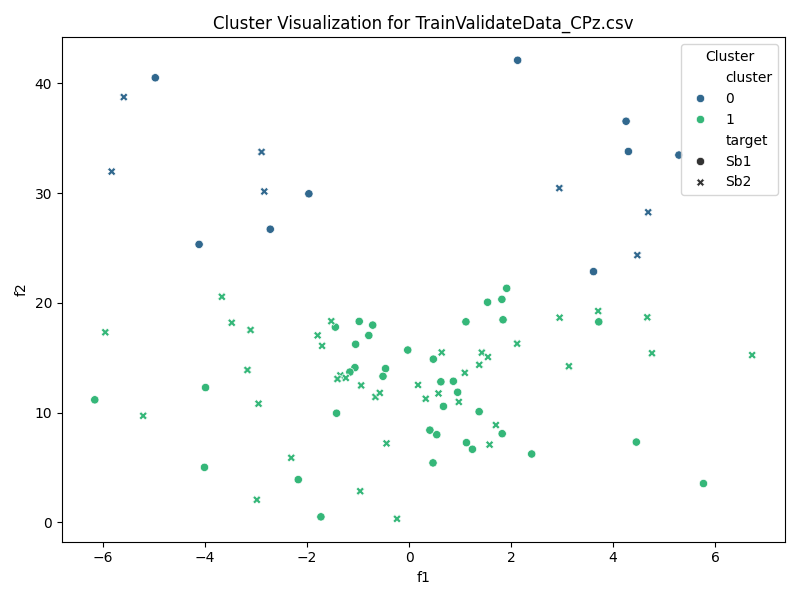 Cluster Visualization for TrainValidateData_CPz.csv
Cluster
cluster
0
1
target
Sb1
Sb2
f2
40
30
20
10
0
−6
−4
−2
0
2
4
6
f1